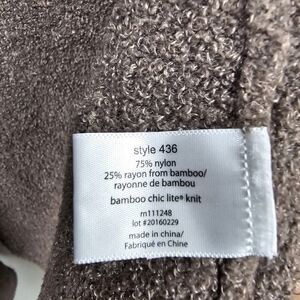 style 436
75% nylon
25% rayon from bamboo/
rayonne de bambou
bamboo chic lite® knit
rn111248
lot #20160229
made in china/
Fabriqué en Chine